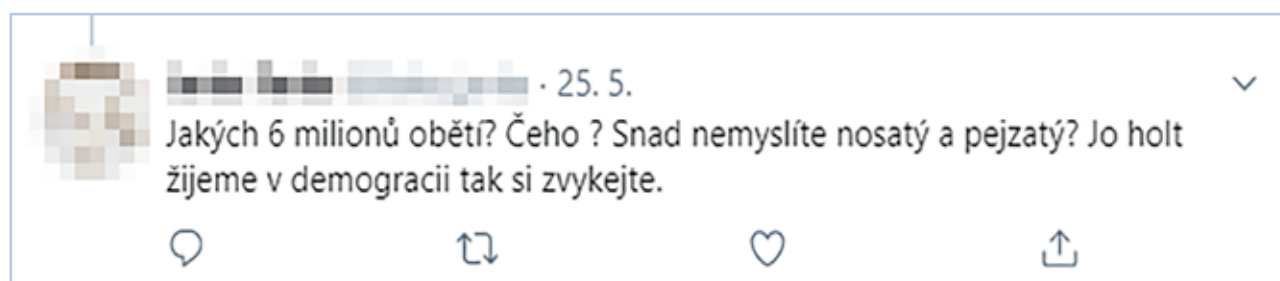 · 25. 5.
Jakých 6 milionů obětí? Čeho ? Snad nemyslíte nosatý a pejzatý? Jo holt
žijeme v demogracii tak si zvykejte.